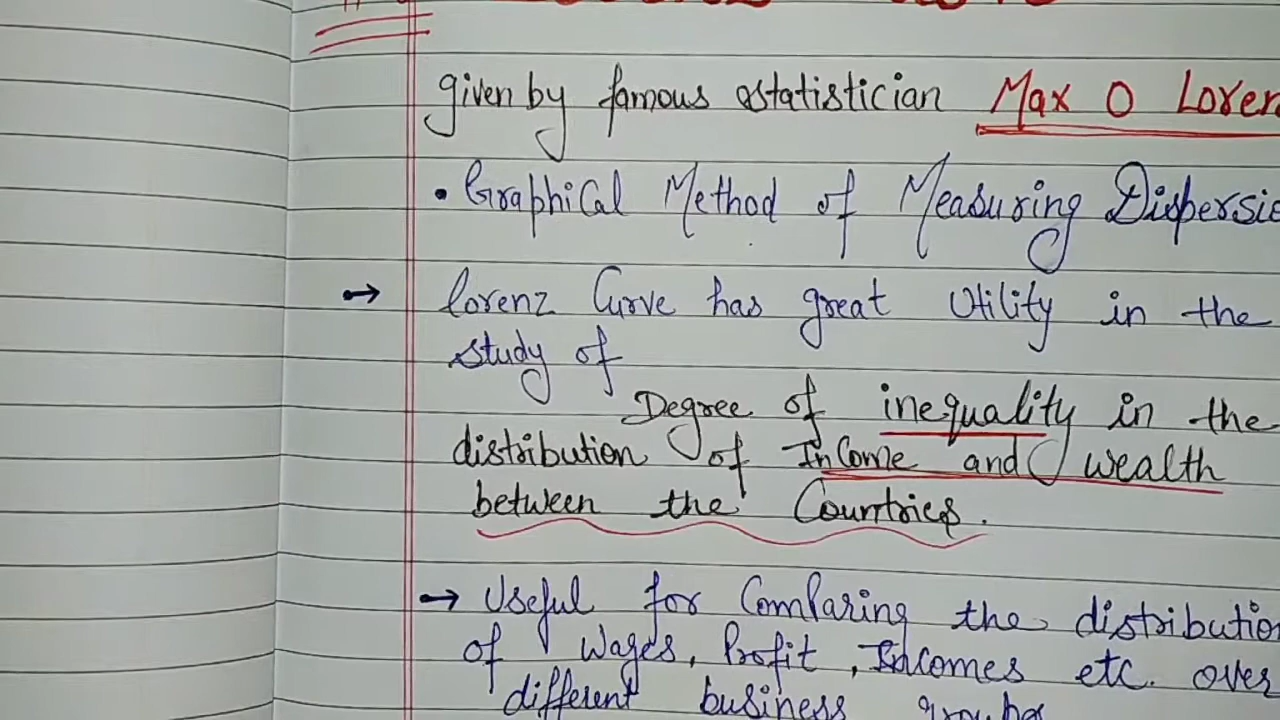 given by famous statistician Max O Loren
• Graphical Method of Measuring Dispersio
→ Lorenz Curve has great Utility in the
study of
Degree of inequality in the
distribution of Income and wealth
between the Countries.
→ Useful for Comparing the distribution
of Wages, Profit, Incomes etc. over
different business